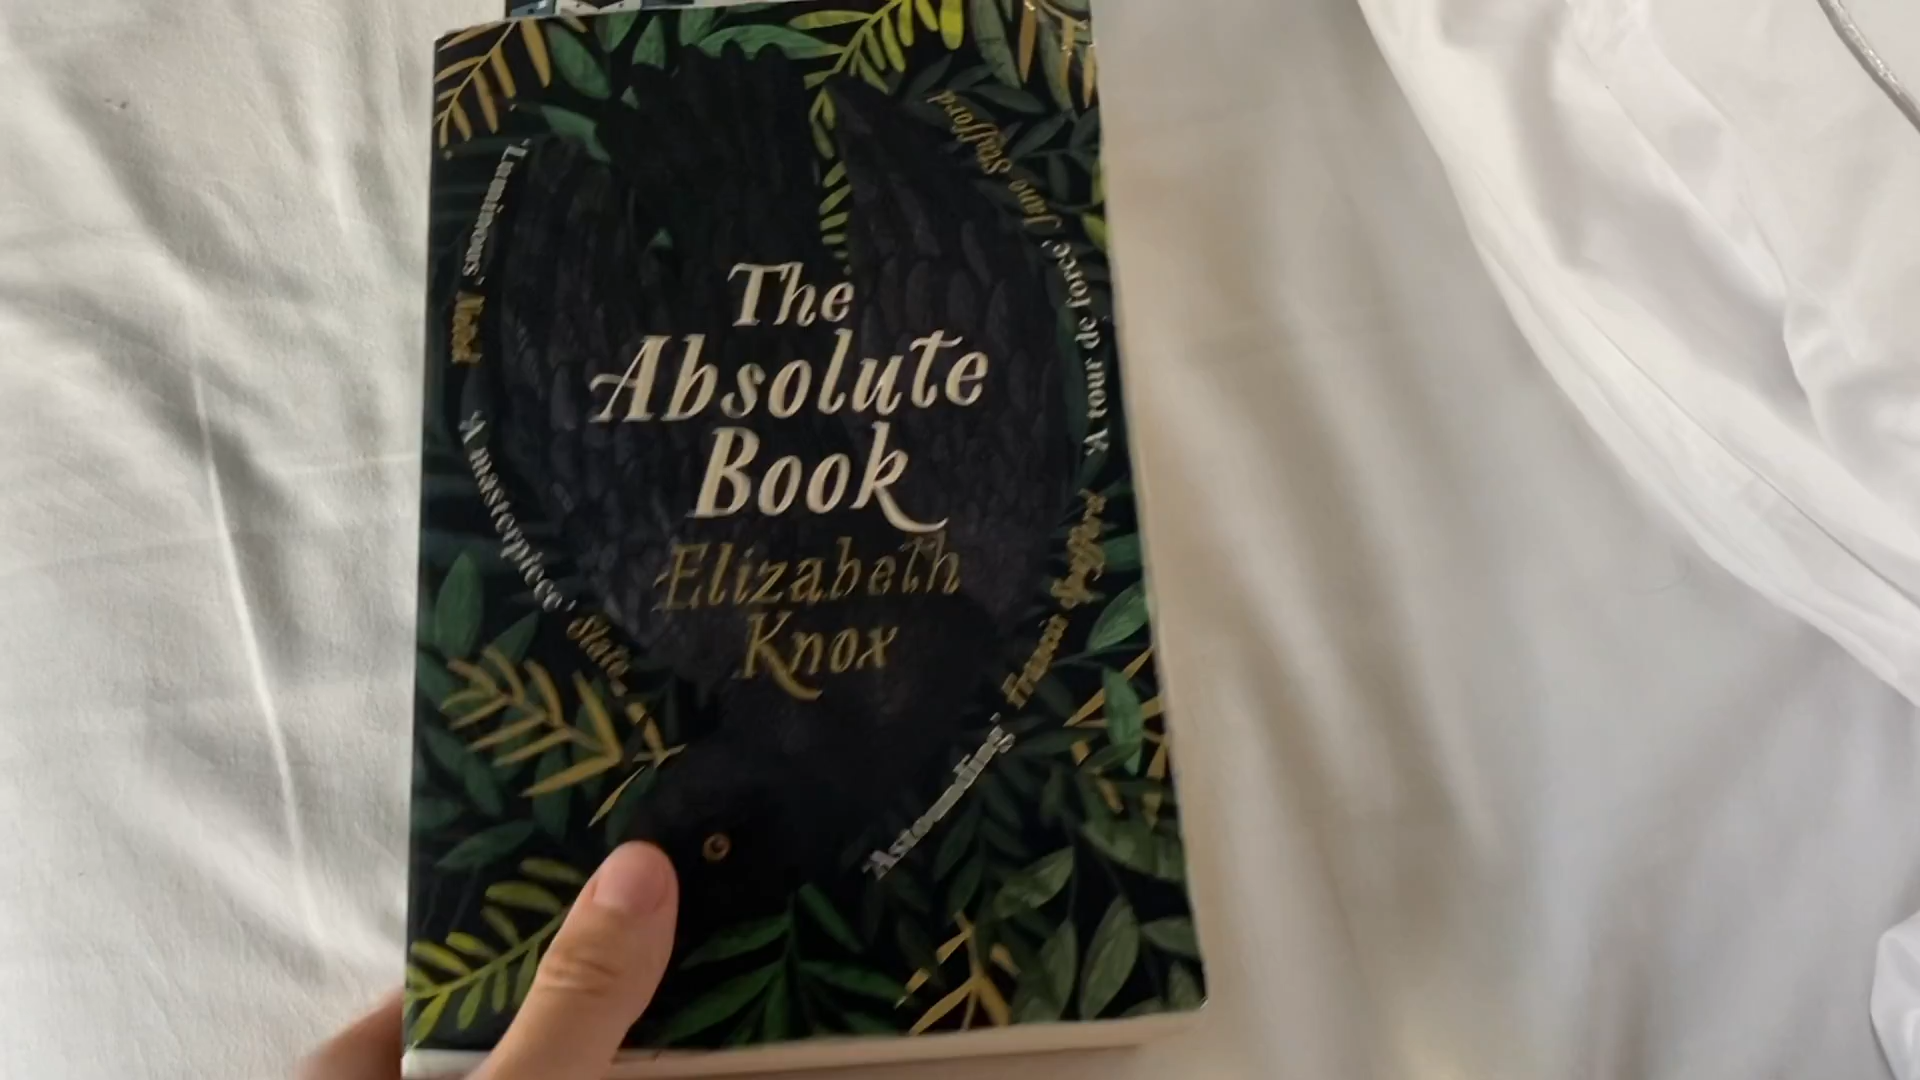 The
Absolute
Book
Elizabeth
Knox
'Luminous'
'A masterpiece' Slate
'A tour de force' Jane Stafford
'Astounding' Francis Spufford